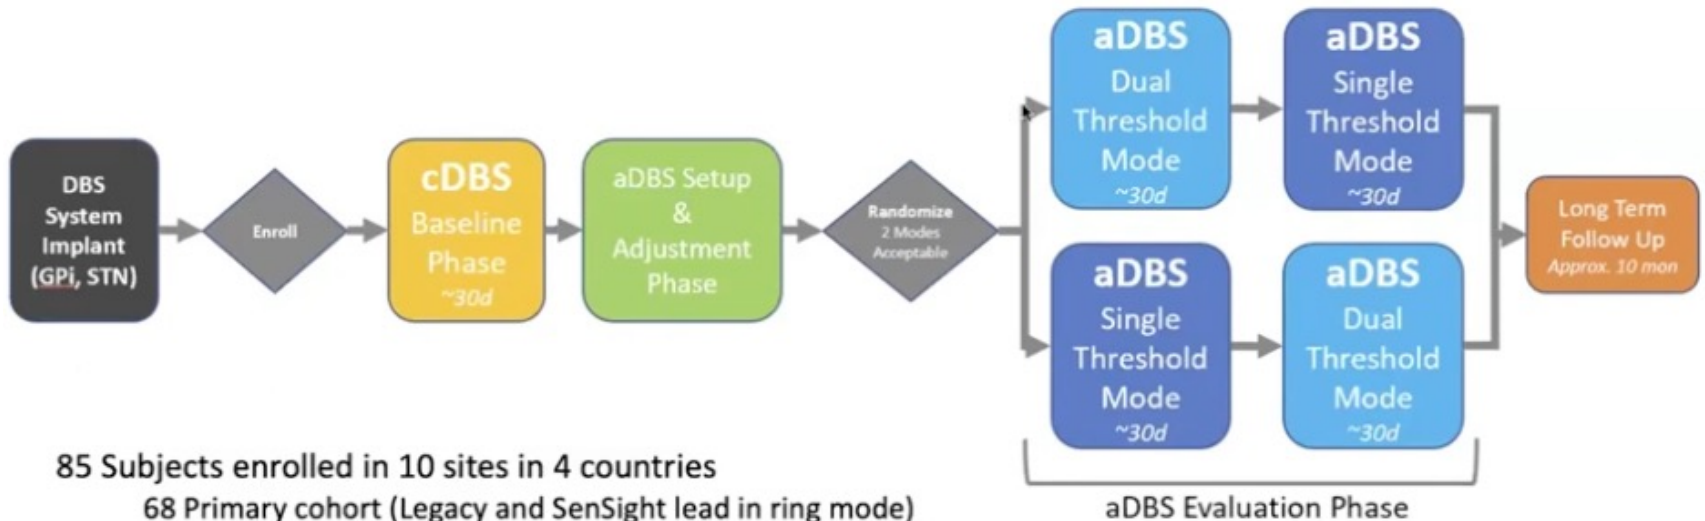 DBS
System
Implant
(GPi, STN)
Enroll
cDBS
Baseline
Phase
~30d
aDBS Setup
&
Adjustment
Phase
Randomize
2 Modes
Acceptable
aDBS
Dual
Threshold
Mode
~30d
aDBS
Single
Threshold
Mode
~30d
aDBS
Single
Threshold
Mode
~30d
aDBS
Dual
Threshold
Mode
~30d
Long Term
Follow Up
Approx. 10 mon
85 Subjects enrolled in 10 sites in 4 countries
68 Primary cohort (Legacy and SenSight lead in ring mode)
aDBS Evaluation Phase